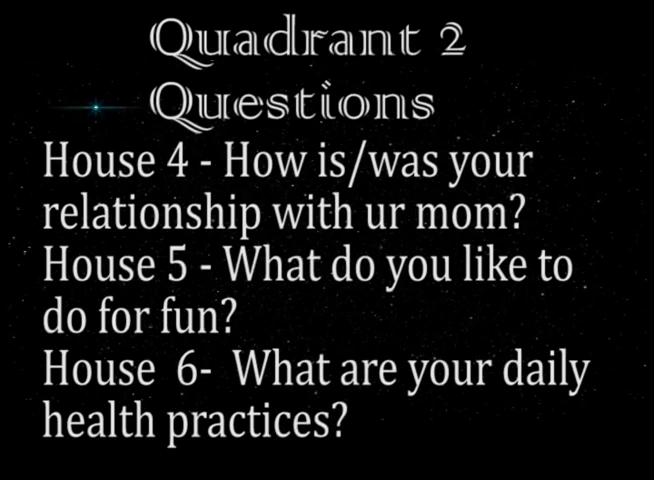 Quadrant 2
Questions
House 4 - How is/was your
relationship with ur mom?
House 5 - What do you like to
do for fun?
House  6-  What are your daily
health practices?